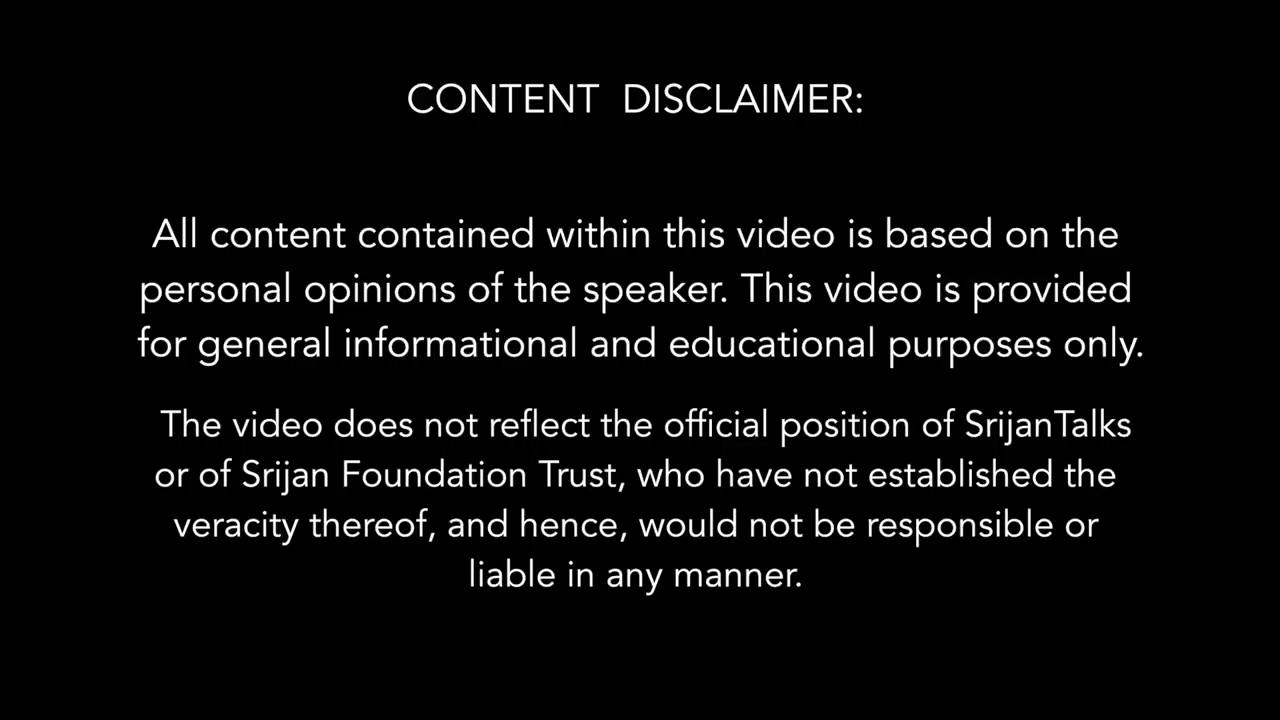 CONTENT DISCLAIMER:
All content contained within this video is based on the
personal opinions of the speaker. This video is provided
for general informational and educational purposes only.
The video does not reflect the official position of SrijanTalks
or of Srijan Foundation Trust, who have not established the
veracity thereof, and hence, would not be responsible or
liable in any manner.